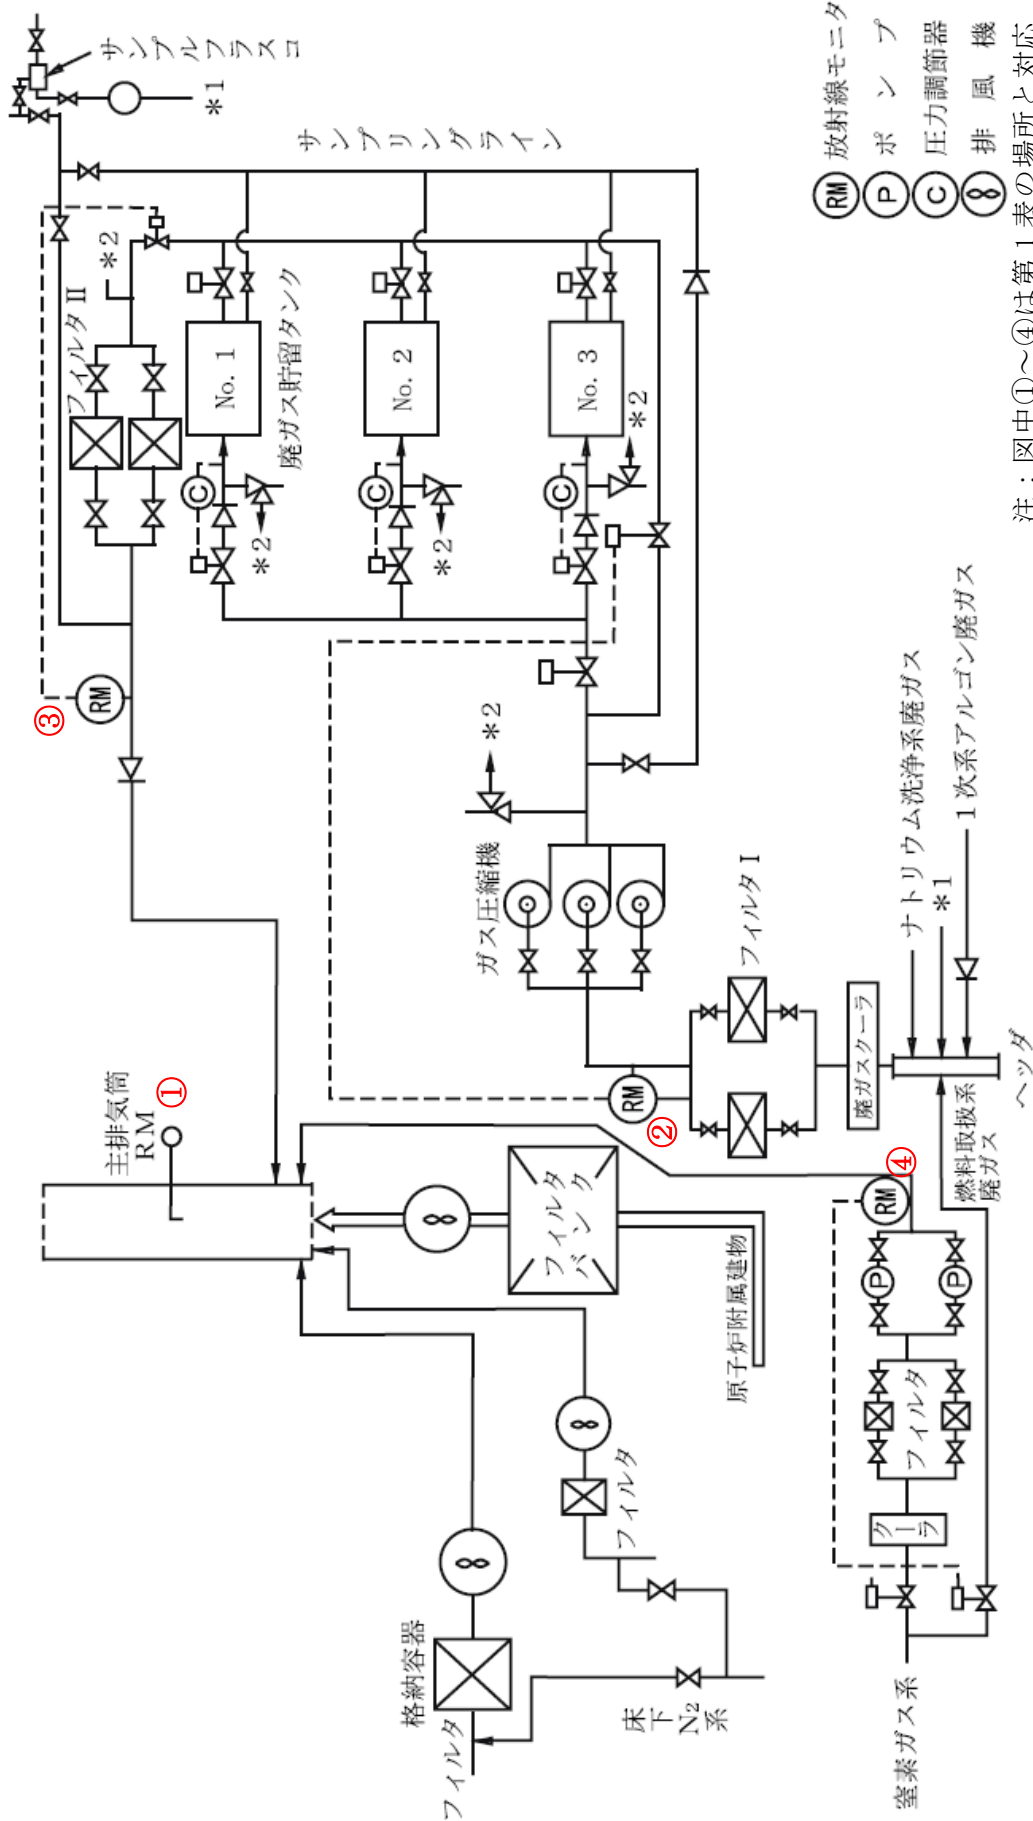 サンプルフラスコ
*1
サンプリングライン
*2
フィルタⅡ
③
RM
No. 1
廃ガス貯留タンク
C
*2
No. 2
C
*2
No. 3
C
*2
*2
ガス圧縮機
フィルタⅠ
RM
②
廃ガスクーラ
ナトリウム洗浄系廃ガス
*1
1次系アルゴン廃ガス
ヘッダ
燃料取扱系
廃ガス
主排気筒
RM
①
フィルタ
バンク
原子炉附属建物
④
RM
P
P
フィルタ
クーラ
窒素ガス系
格納容器
フィルタ
フィルタ
床下N₂系
RM 放射線モニタ
P ポンプ
C 圧力調節器
排風機
注：図中①～④は第1表の場所と対応